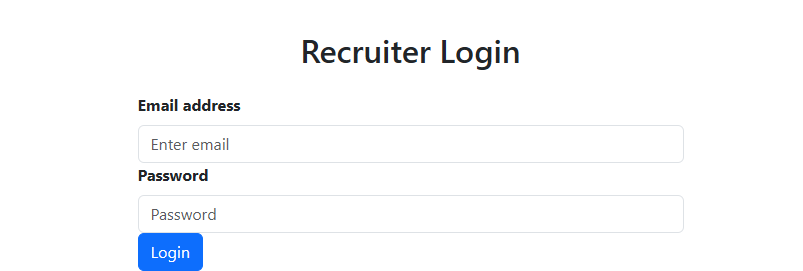 Recruiter Login
Email address
Enter email
Password
Password
Login